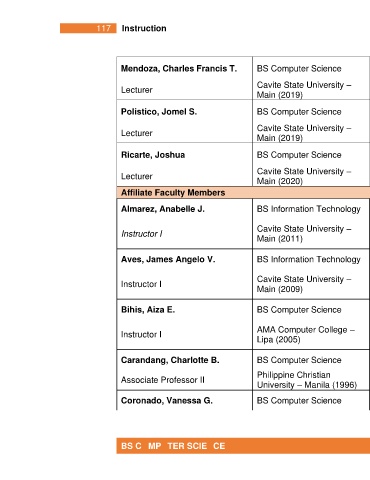 117 Instruction
Mendoza, Charles Francis T. BS Computer Science
Lecturer Cavite State University –
Main (2019)
Polistico, Jomel S. BS Computer Science
Lecturer Cavite State University –
Main (2019)
Ricarte, Joshua BS Computer Science
Lecturer Cavite State University –
Main (2020)
Affiliate Faculty Members
Almarez, Anabelle J. BS Information Technology
Instructor I Cavite State University –
Main (2011)
Aves, James Angelo V. BS Information Technology
Instructor I Cavite State University –
Main (2009)
Bihis, Aiza E. BS Computer Science
Instructor I AMA Computer College –
Lipa (2005)
Carandang, Charlotte B. BS Computer Science
Associate Professor II Philippine Christian
University – Manila (1996)
Coronado, Vanessa G. BS Computer Science
BS C MP TER SCIE CE